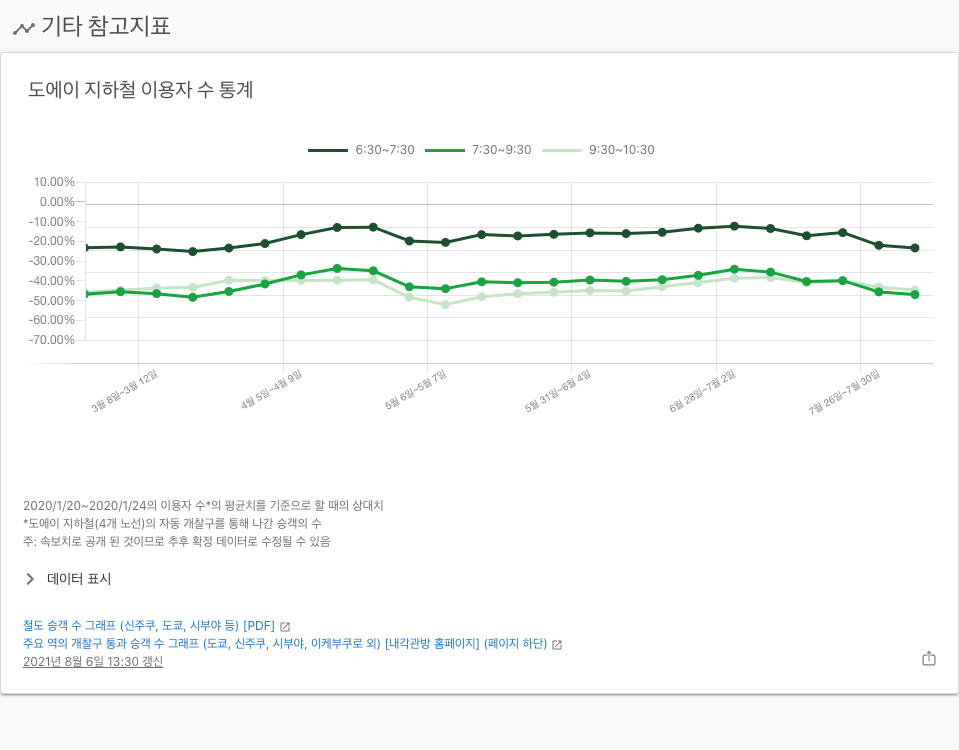 기타 참고지표
도에이 지하철 이용자 수 통계
6:30~7:30 7:30~9:30 9:30~10:30
10.00%
0.00%
-10.00%
-20.00%
-30.00%
-40.00%
-50.00%
-60.00%
-70.00%
3월 8일~3월 12일
4월 5일~4월 9일
5월 6일~5월 7일
5월 31일~6월 4일
6월 28일~7월 2일
7월 26일~7월 30일
2020/1/20~2020/1/24의 이용자 수*의 평균치를 기준으로 할 때의 상대치
*도에이 지하철(4개 노선)의 자동 개찰구를 통해 나간 승객의 수
주: 속보치로 공개 된 것이므로 추후 확정 데이터로 수정될 수 있음
데이터 표시
철도 승객 수 그래프 (신주쿠, 도쿄, 시부야 등) [PDF]
주요 역의 개찰구 통과 승객 수 그래프 (도쿄, 신주쿠, 시부야, 이케부쿠로 외) [내각관방 홈페이지] (페이지 하단)
2021년 8월 6일 13:30 갱신